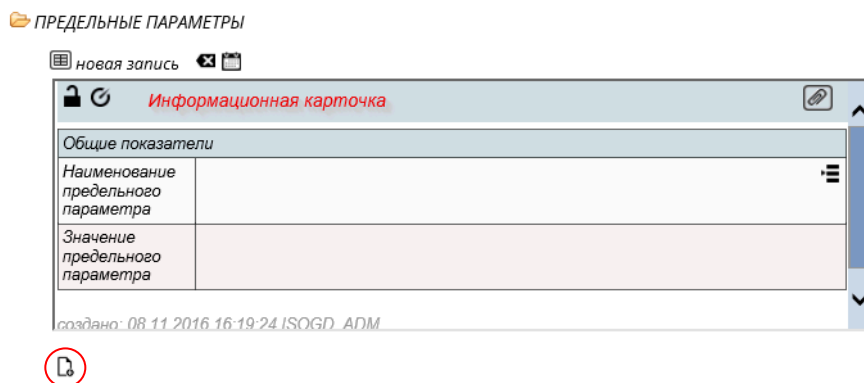 ПРЕДЕЛЬНЫЕ ПАРАМЕТРЫ
новая запись
Информационная карточка
Общие показатели
Наименование
предельного
параметра
Значение
предельного
параметра
создано: 08.11.2016 16:19:24 ISOGD_ADM